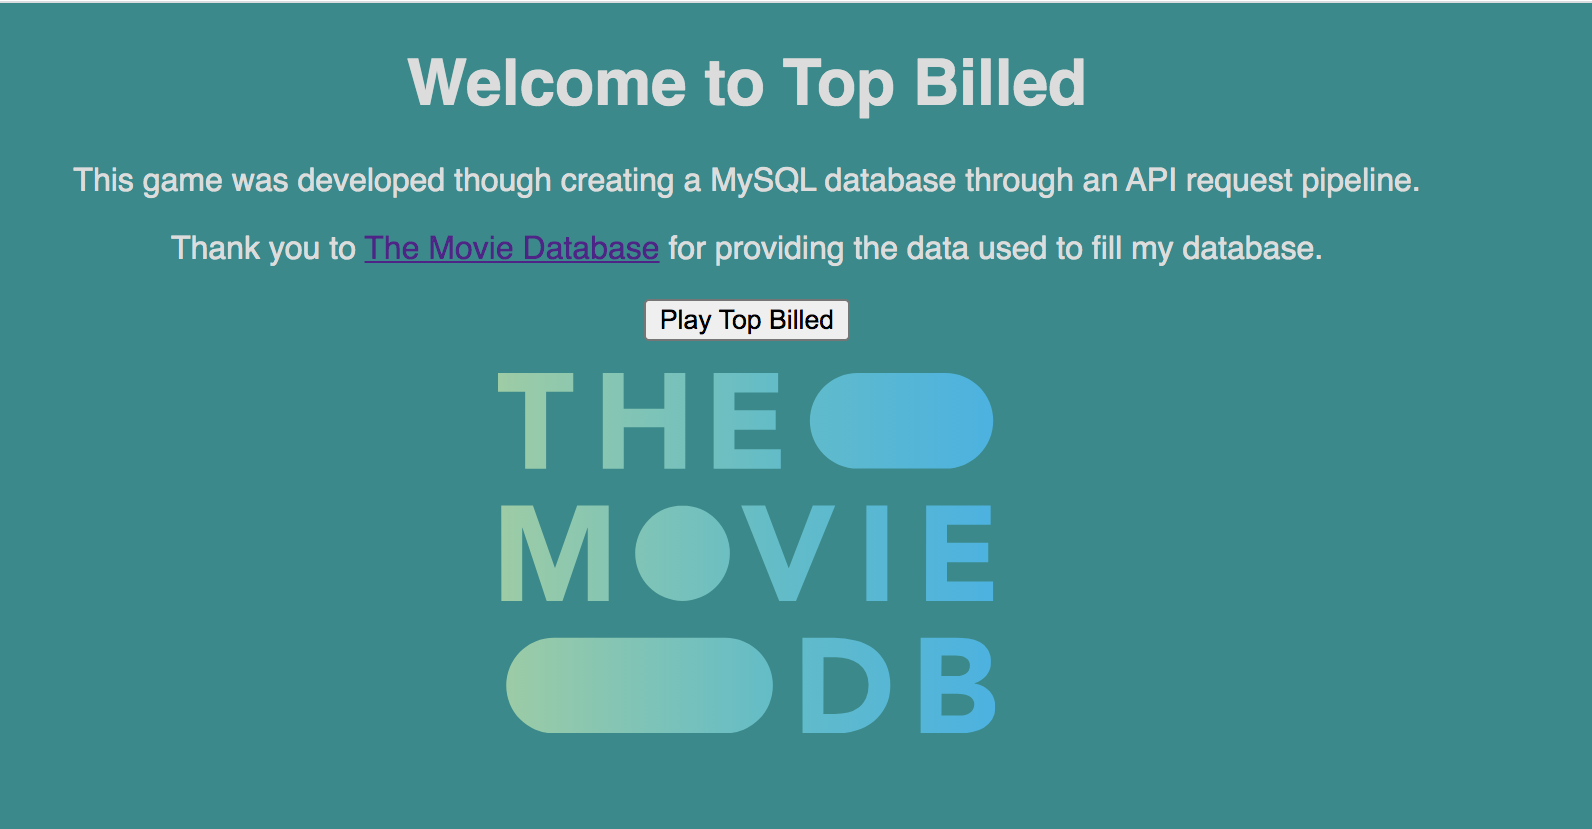 Welcome to Top Billed
This game was developed though creating a MySQL database through an API request pipeline.
Thank you to The Movie Database for providing the data used to fill my database.
Play Top Billed
THE
MOVIE
DB